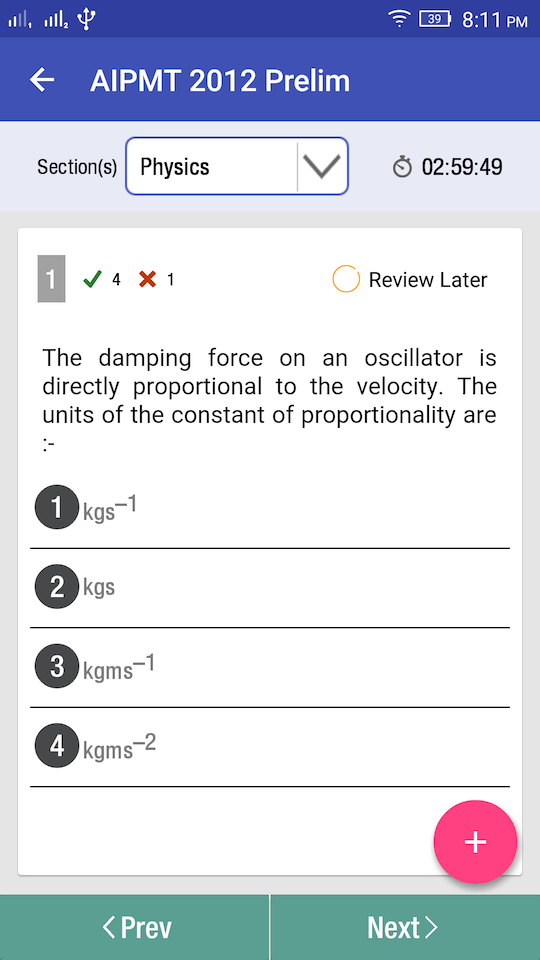 39 8:11 PM
AIPMT 2012 Prelim
Section(s) Physics 02:59:49
1 4 1 Review Later
The damping force on an oscillator is
directly proportional to the velocity. The
units of the constant of proportionality are
:-
1 kgs⁻¹
2 kgs
3 kgms⁻¹
4 kgms⁻²
+
Prev Next